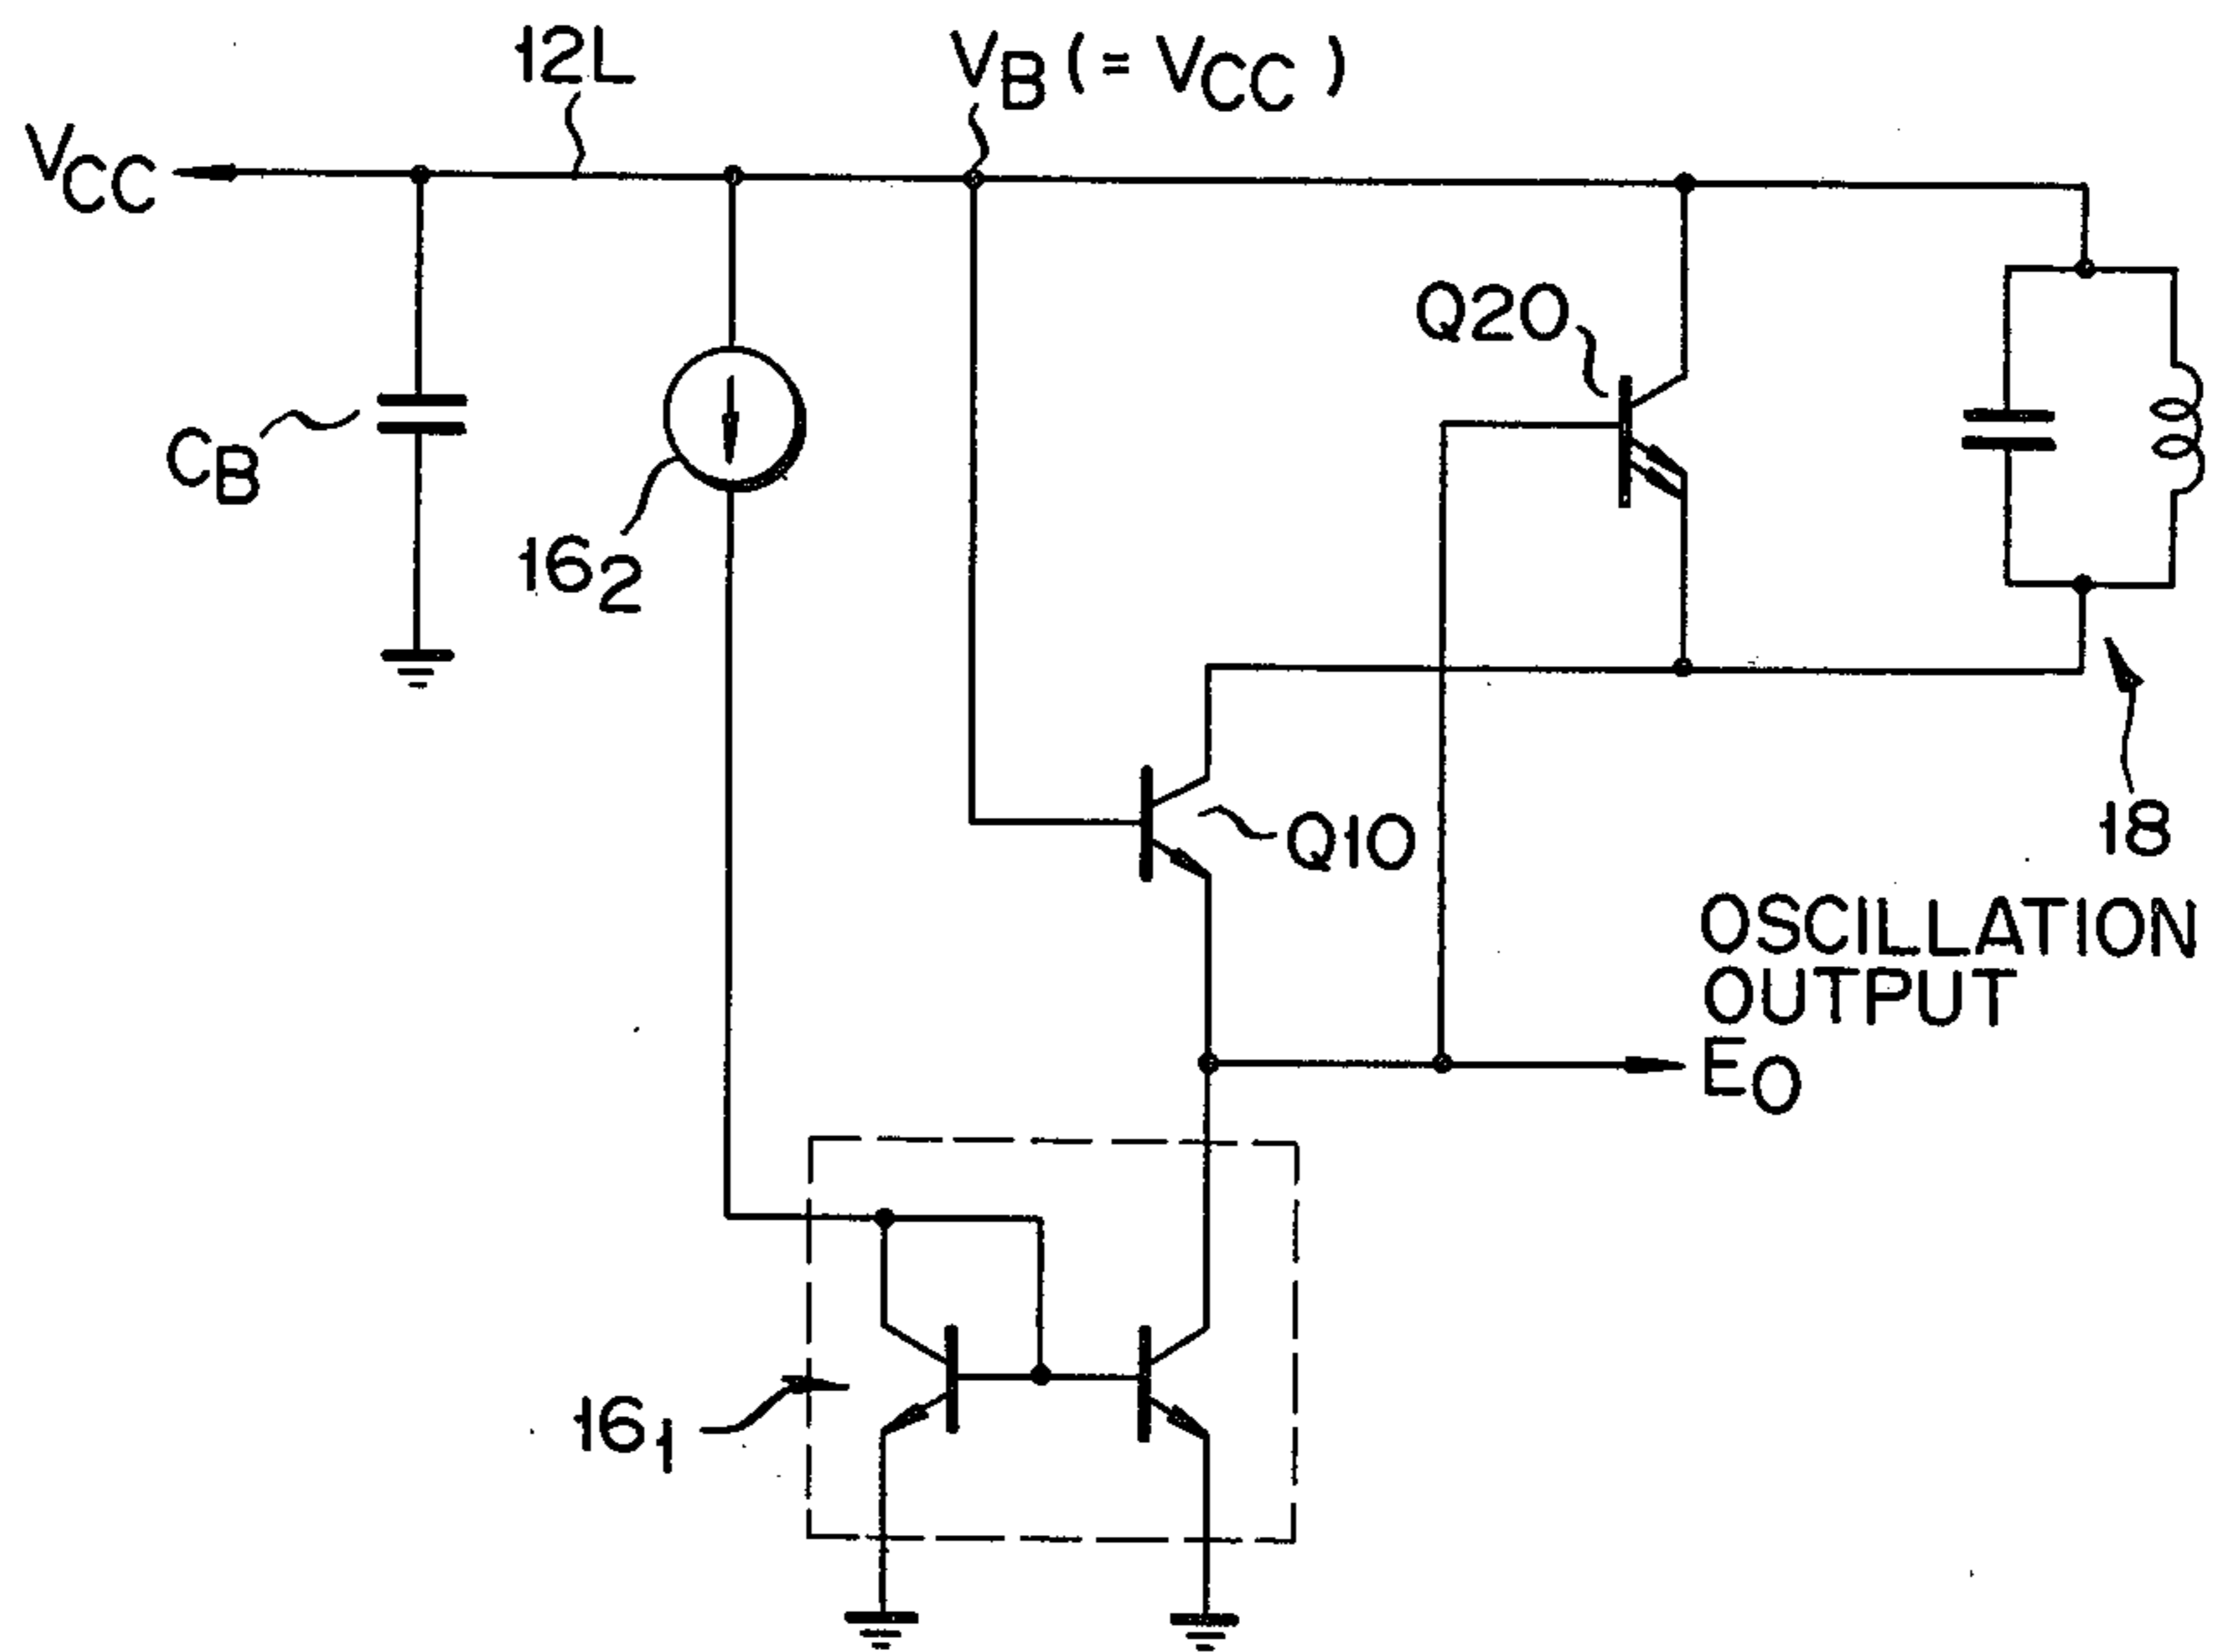 12L
VB (= VCC)
VCC
Q20
CB
162
Q10
18
OSCILLATION
OUTPUT
EO
161